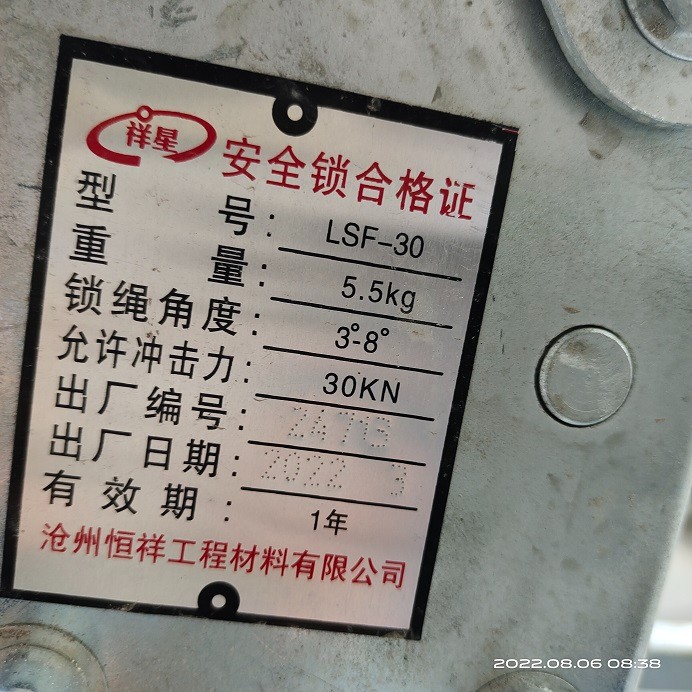 祥星
安全锁合格证
型 号: LSF-30
重 量: 5.5kg
锁绳角度: 3°-8°
允许冲击力: 30KN
出厂编号: 2A713
出厂日期: 2022 3
有效期: 1年
沧州恒祥工程材料有限公司
2022.08.06 08:38